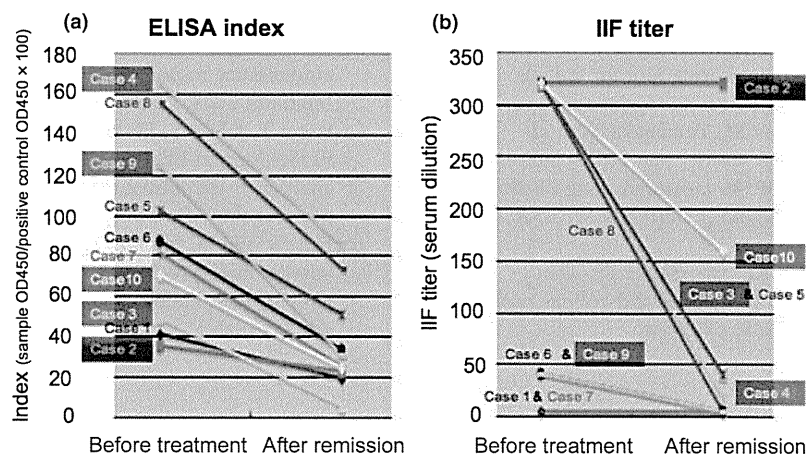 (a) ELISA index
Index (sample OD450/positive control OD450 × 100)
180
160
140
120
100
80
60
40
20
0
Case 4
Case 8
Case 9
Case 5
Case 6
Case 7
Case10
Case 3
Case 1
Case 2
Before treatment After remission
(b) IIF titer
IIF titer (serum dilution)
350
300
250
200
150
100
50
0
Case 2
Case 8
Case10
Case 3 & Case 5
Case 6 & Case 9
Case 1 & Case 7
Case 4
Before treatment After remission